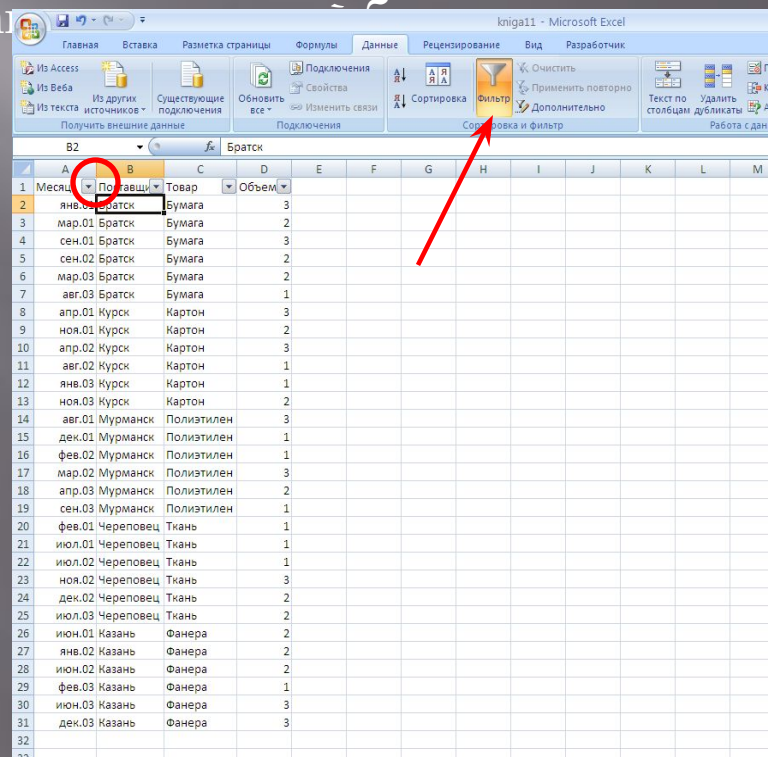 kniga11 - Microsoft Excel
Главная Вставка Разметка страницы Формулы Данные Рецензирование Вид Разработчик
Из Access
Из Веба
Из текста
Из других источников
Существующие подключения
Получить внешние данные
Обновить все
Подключения
Свойства
Изменить связи
Подключения
Сортировка
Фильтр
Очистить
Применить повторно
Дополнительно
Сортировка и фильтр
Текст по столбцам
Удалить дубликаты
Работа с дан
B2 fx Братск
A B C D E F G H I J K L M
1 Месяц Поставщи Товар Объем
2 янв.01 Братск Бумага 3
3 мар.01 Братск Бумага 2
4 сен.01 Братск Бумага 3
5 сен.02 Братск Бумага 2
6 мар.03 Братск Бумага 2
7 авг.03 Братск Бумага 1
8 апр.01 Курск Картон 3
9 ноя.01 Курск Картон 2
10 апр.02 Курск Картон 3
11 авг.02 Курск Картон 1
12 янв.03 Курск Картон 1
13 ноя.03 Курск Картон 2
14 авг.01 Мурманск Полиэтилен 3
15 дек.01 Мурманск Полиэтилен 1
16 фев.02 Мурманск Полиэтилен 1
17 мар.02 Мурманск Полиэтилен 3
18 апр.03 Мурманск Полиэтилен 2
19 сен.03 Мурманск Полиэтилен 1
20 фев.01 Череповец Ткань 1
21 июл.01 Череповец Ткань 1
22 июл.02 Череповец Ткань 1
23 ноя.02 Череповец Ткань 3
24 дек.02 Череповец Ткань 2
25 июл.03 Череповец Ткань 2
26 июн.01 Казань Фанера 2
27 янв.02 Казань Фанера 2
28 июн.02 Казань Фанера 2
29 фев.03 Казань Фанера 1
30 июн.03 Казань Фанера 3
31 дек.03 Казань Фанера 3
32